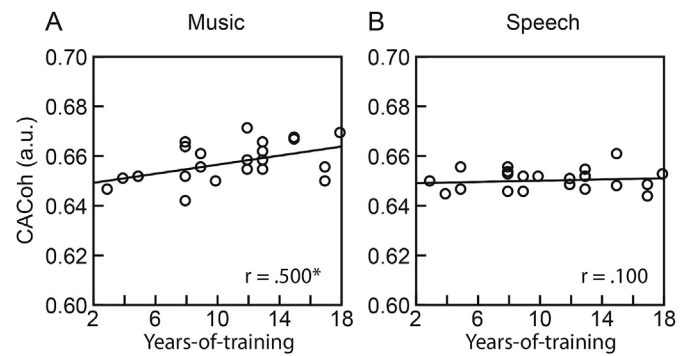 A Music
B Speech
CACoh (a.u.)
0.70
0.68
0.66
0.64
0.62
0.60
r = .500*
2 6 10 14 18
Years-of-training
0.70
0.68
0.66
0.64
0.62
0.60
r = .100
2 6 10 14 18
Years-of-training